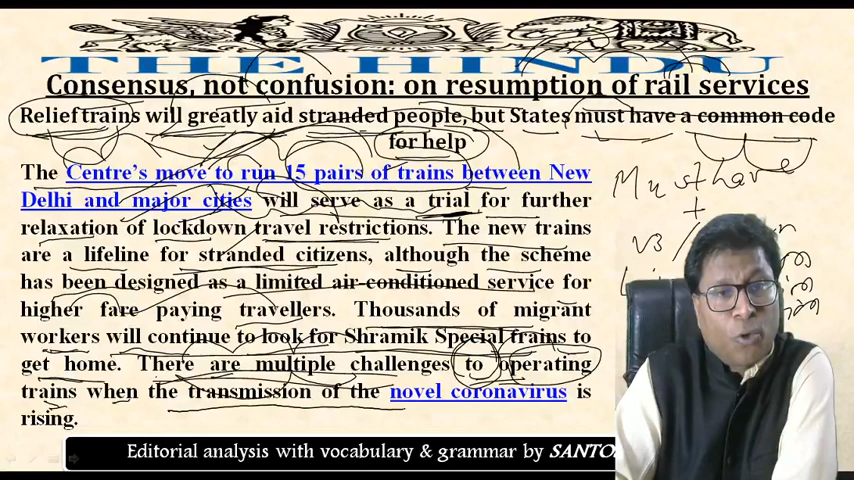 THE HINDU
Consensus, not confusion: on resumption of rail services
Relief trains will greatly aid stranded people, but States must have a common code
for help
The Centre's move to run 15 pairs of trains between New
Delhi and major cities will serve as a trial for further
relaxation of lockdown travel restrictions. The new trains
are a lifeline for stranded citizens, although the scheme
has been designed as a limited air-conditioned service for
higher fare paying travellers. Thousands of migrant
workers will continue to look for Shramik Special trains to
get home. There are multiple challenges to operating
trains when the transmission of the novel coronavirus is
rising.
Must have
+
v3 /
Editorial analysis with vocabulary & grammar by SANTO